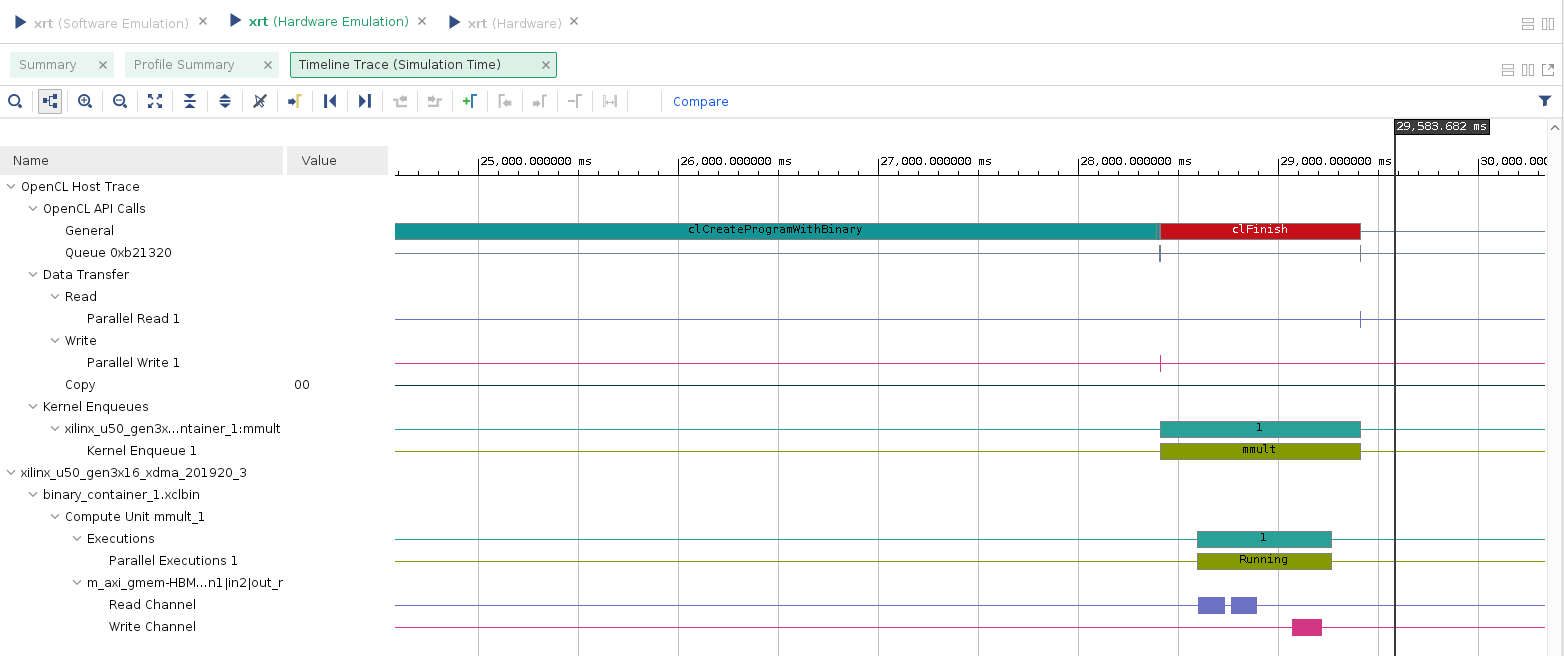 xrt (Software Emulation) xrt (Hardware Emulation) xrt (Hardware)
Summary Profile Summary Timeline Trace (Simulation Time)
Compare
29,583.682 ms
Name Value 25,000.000000 ms 26,000.000000 ms 27,000.000000 ms 28,000.000000 ms 29,000.000000 ms 30,000.000
OpenCL Host Trace
OpenCL API Calls
General clCreateProgramWithBinary clFinish
Queue 0xb21320
Data Transfer
Read
Parallel Read 1
Write
Parallel Write 1
Copy 00
Kernel Enqueues
xilinx_u50_gen3x...ntainer_1:mmult 1
Kernel Enqueue 1 mmult
xilinx_u50_gen3x16_xdma_201920_3
binary_container_1.xclbin
Compute Unit mmult_1
Executions 1
Parallel Executions 1 Running
m_axi_gmem-HBM...n1|in2|out_r
Read Channel
Write Channel